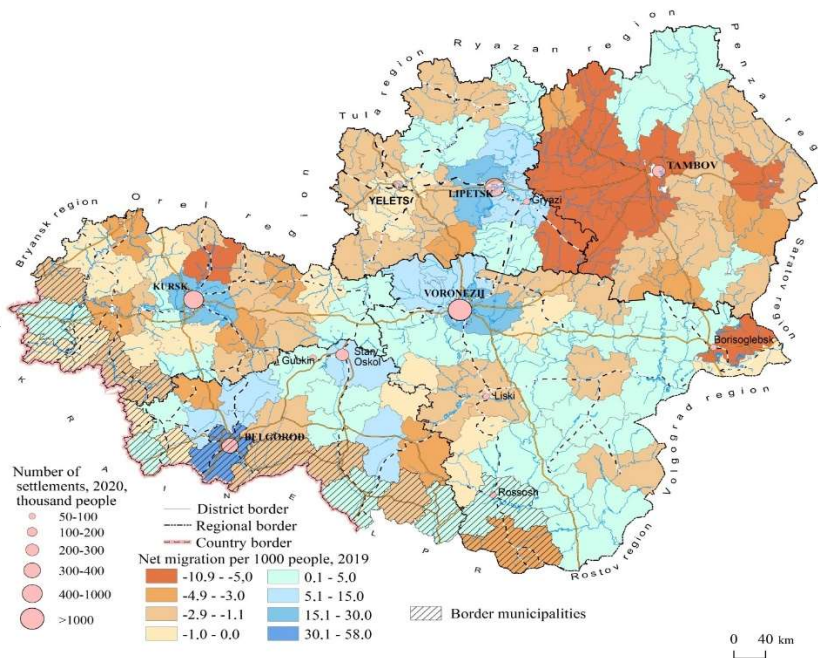 Ryazan region
Penza reg
Tula region
Orel region
Bryansk region
TAMBOV
LIPETSK
YELETS
Gryazi
Saratov region
KURSK
VORONEZH
Borisoglebsk
Gubkin
Stary
Oskol
Liski
BELGOROD
Volgograd region
Rossosh
Rostov region
UKRAINE
LPR
Number of
settlements, 2020,
thousand people
50-100
100-200
200-300
300-400
400-1000
>1000
District border
Regional border
Country border
Net migration per 1000 people, 2019
-10.9 - -5,0
-4.9 - -3.0
-2.9 - -1.1
-1.0 - 0.0
0.1 - 5.0
5.1 - 15.0
15.1 - 30.0
30.1 - 58.0
Border municipalities
0 40 km